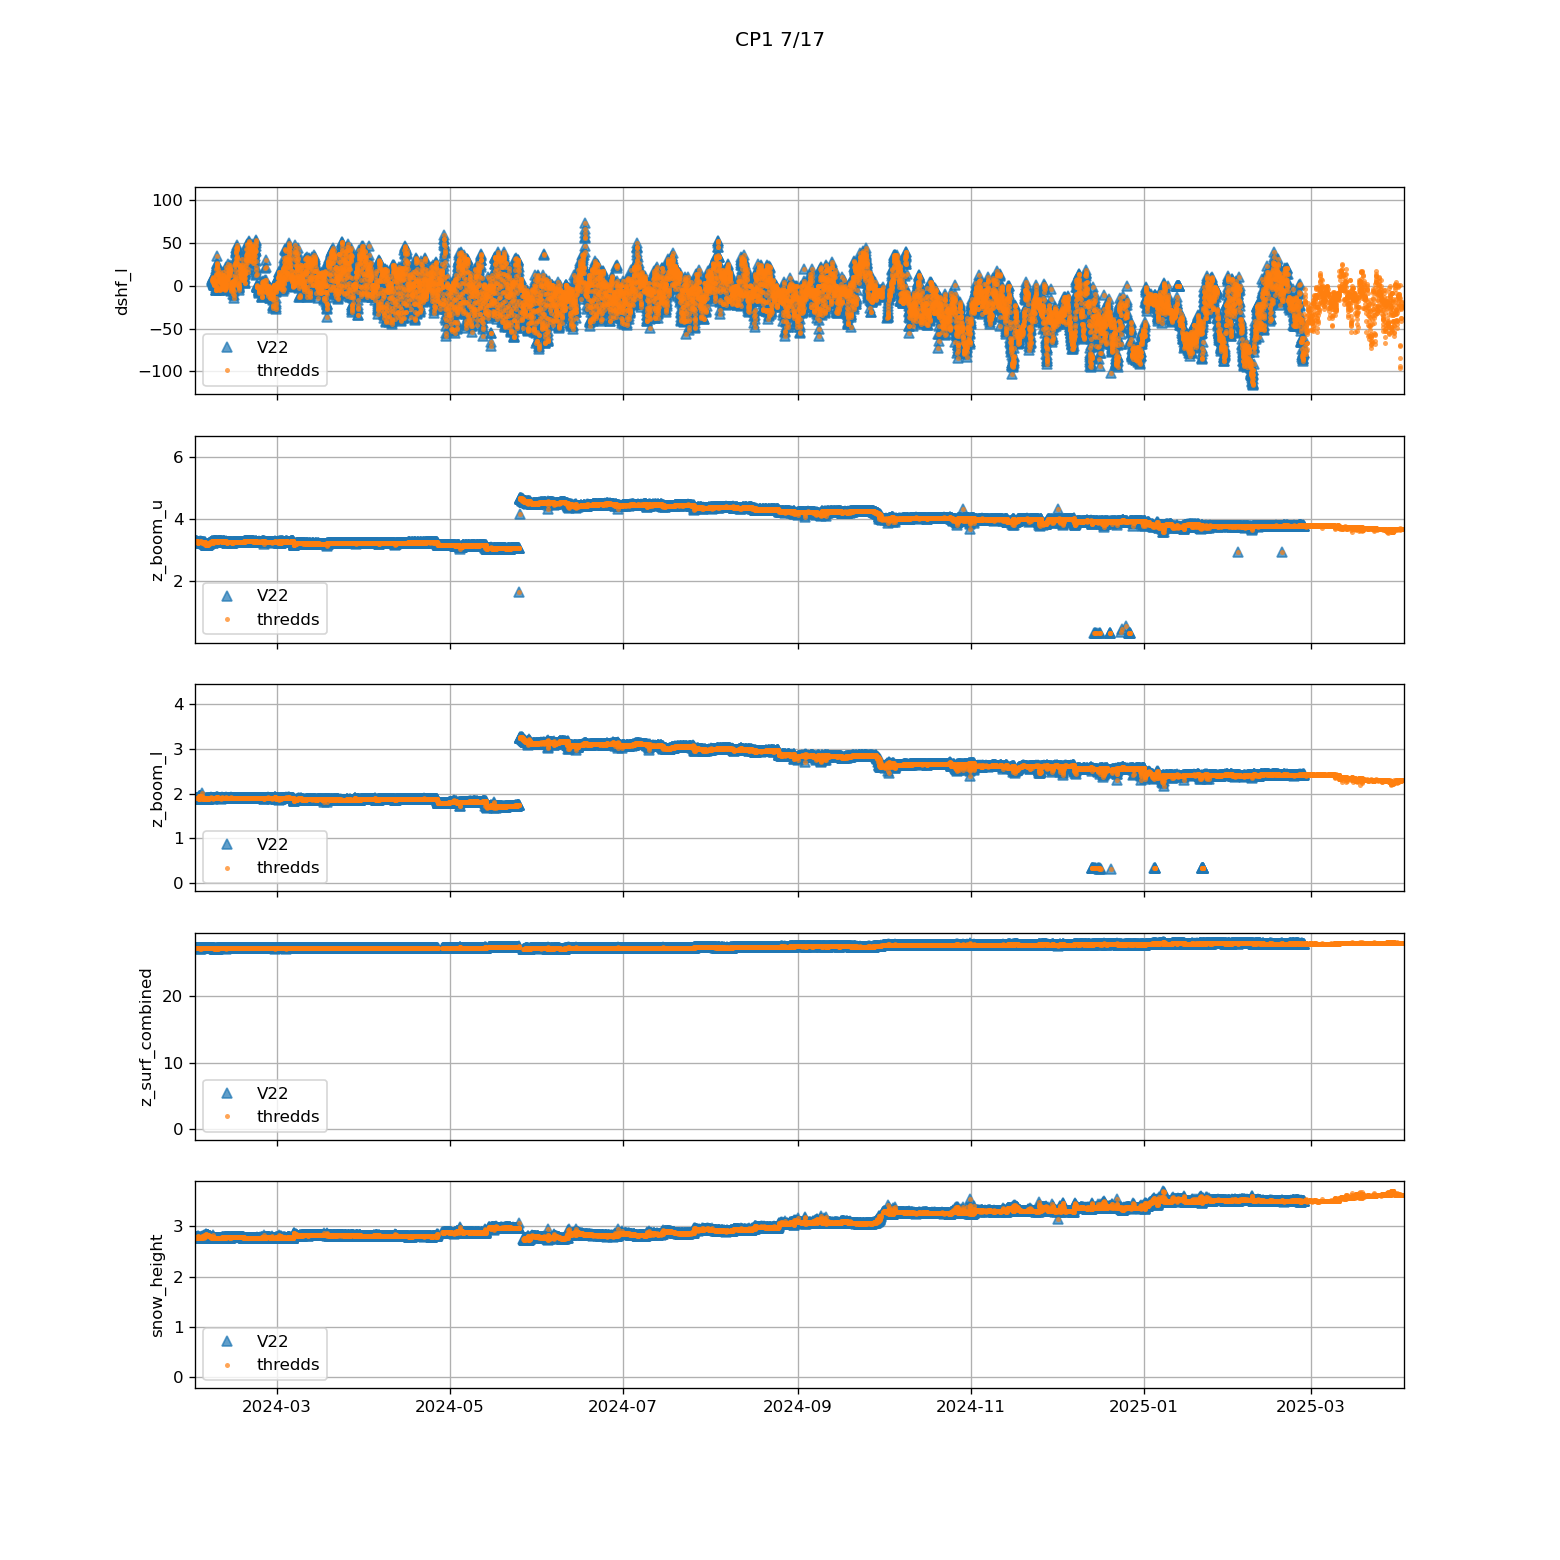 CP1 7/17
100
50
0
−50
−100
dshf_l
V22
thredds
6
4
2
z_boom_u
V22
thredds
4
3
2
1
0
z_boom_l
V22
thredds
20
10
0
z_surf_combined
V22
thredds
3
2
1
0
snow_height
V22
thredds
2024-03 2024-05 2024-07 2024-09 2024-11 2025-01 2025-03